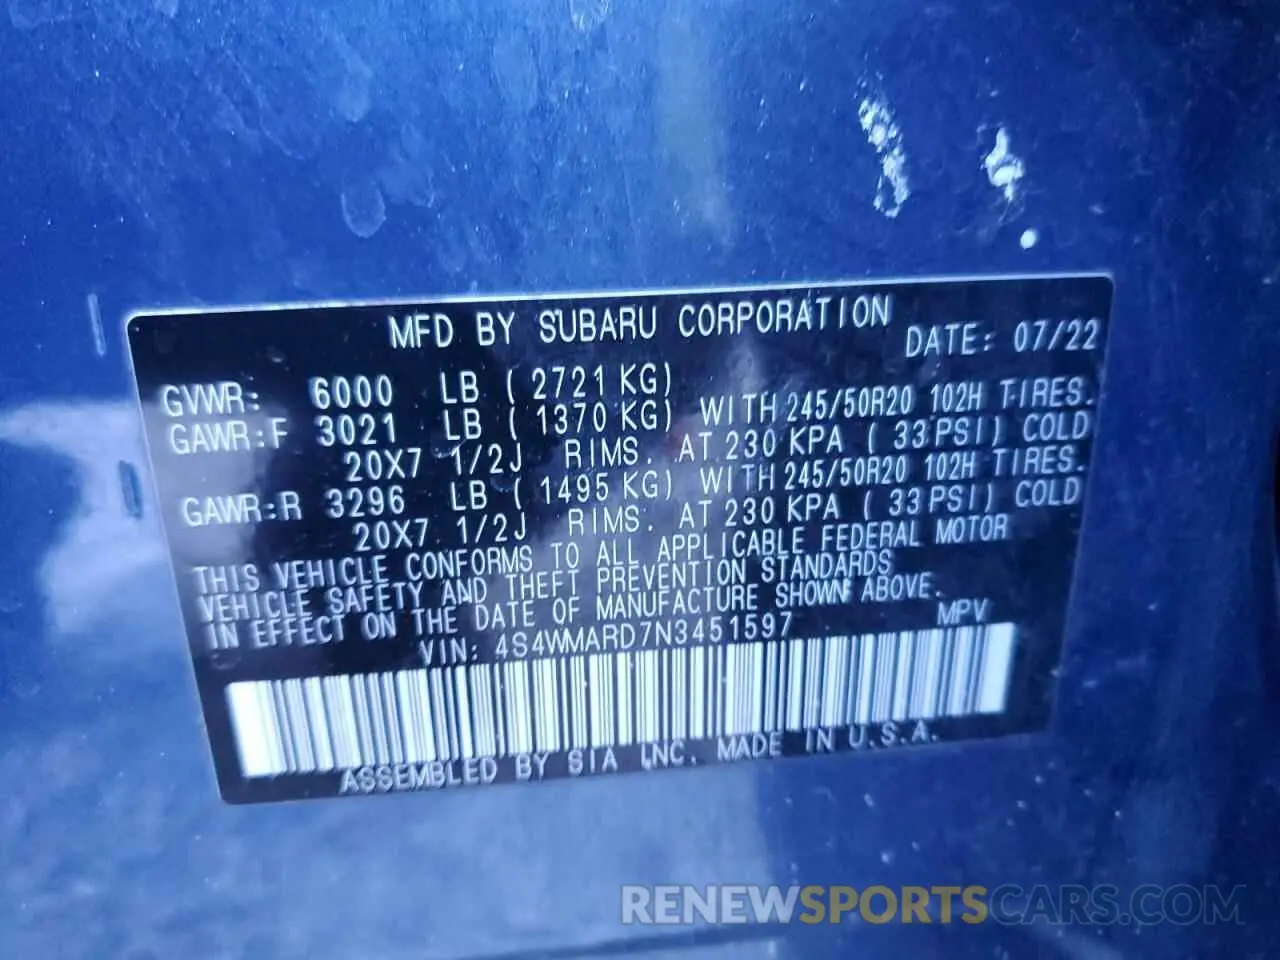 MFD BY SUBARU CORPORATION DATE: 07/22
GVWR: 6000 LB ( 2721 KG)
GAWR:F 3021 LB ( 1370 KG) WITH 245/50R20 102H TIRES.
20X7 1/2J RIMS. AT 230 KPA ( 33 PSI) COLD
GAWR:R 3296 LB ( 1495 KG) WITH 245/50R20 102H TIRES.
20X7 1/2J RIMS. AT 230 KPA ( 33 PSI) COLD
THIS VEHICLE CONFORMS TO ALL APPLICABLE FEDERAL MOTOR
VEHICLE SAFETY AND THEFT PREVENTION STANDARDS
IN EFFECT ON THE DATE OF MANUFACTURE SHOWN ABOVE.
VIN: 4S4WMARD7N3451597 MPV
ASSEMBLED BY SIA INC. MADE IN U.S.A.
RENEWSPORTSCARS.COM